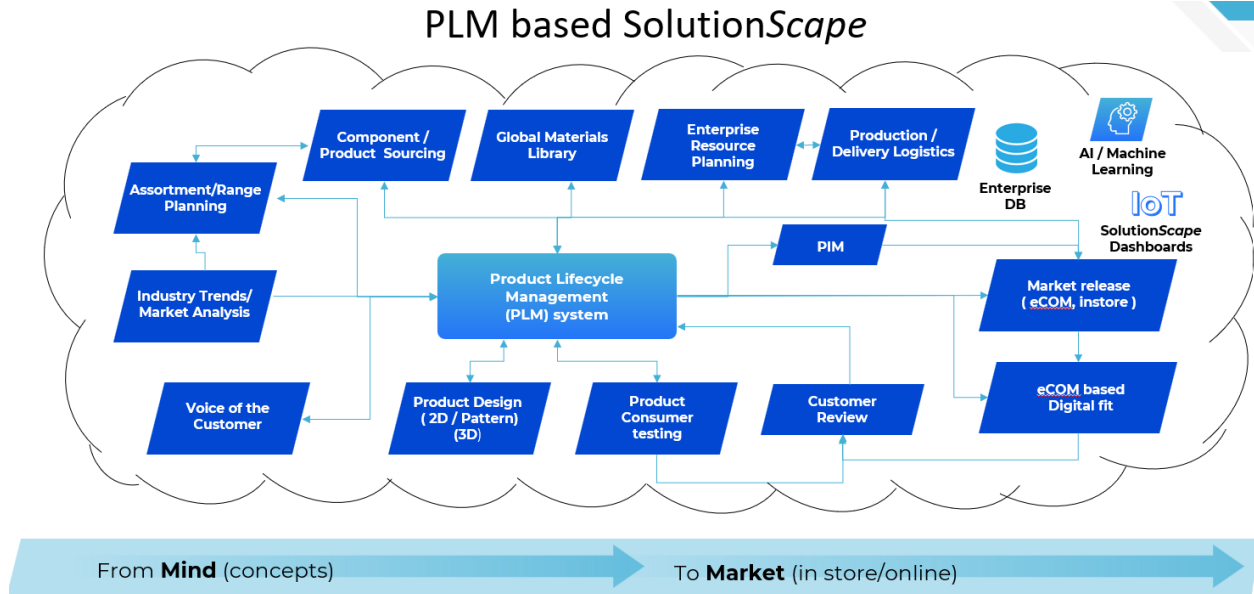 PLM based SolutionScape
Component /
Product Sourcing
Global Materials
Library
Enterprise
Resource
Planning
Production /
Delivery Logistics
Enterprise
DB
AI / Machine
Learning
IoT
SolutionScape
Dashboards
Assortment/Range
Planning
PIM
Industry Trends/
Market Analysis
Product Lifecycle
Management
(PLM) system
Market release
( eCOM, instore )
Voice of the
Customer
Product Design
( 2D / Pattern)
(3D)
Product
Consumer
testing
Customer
Review
eCOM based
Digital fit
From Mind (concepts)
To Market (in store/online)